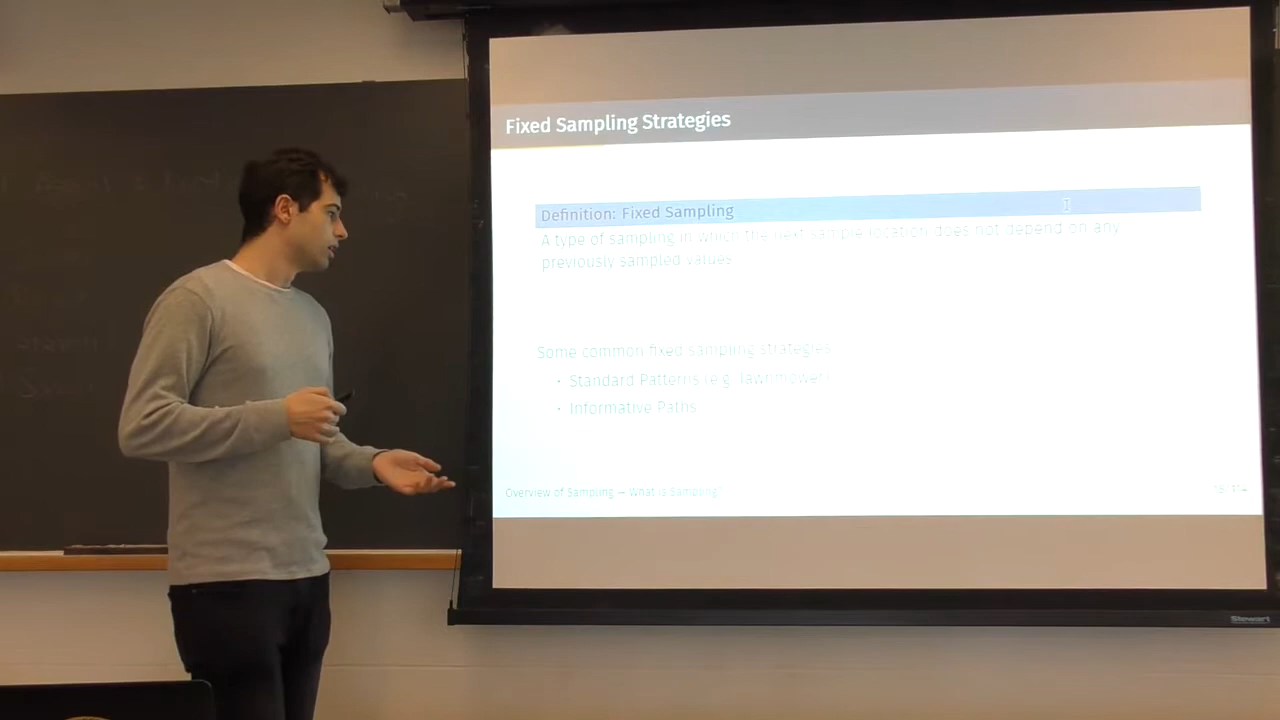 Fixed Sampling Strategies
Definition: Fixed Sampling
A type of sampling in which the next sample location does not depend on any
previously sampled values
Some common fixed sampling strategies
• Standard Patterns (e.g. lawnmower)
• Informative Paths
Overview of Sampling — What is Sampling
Stewart